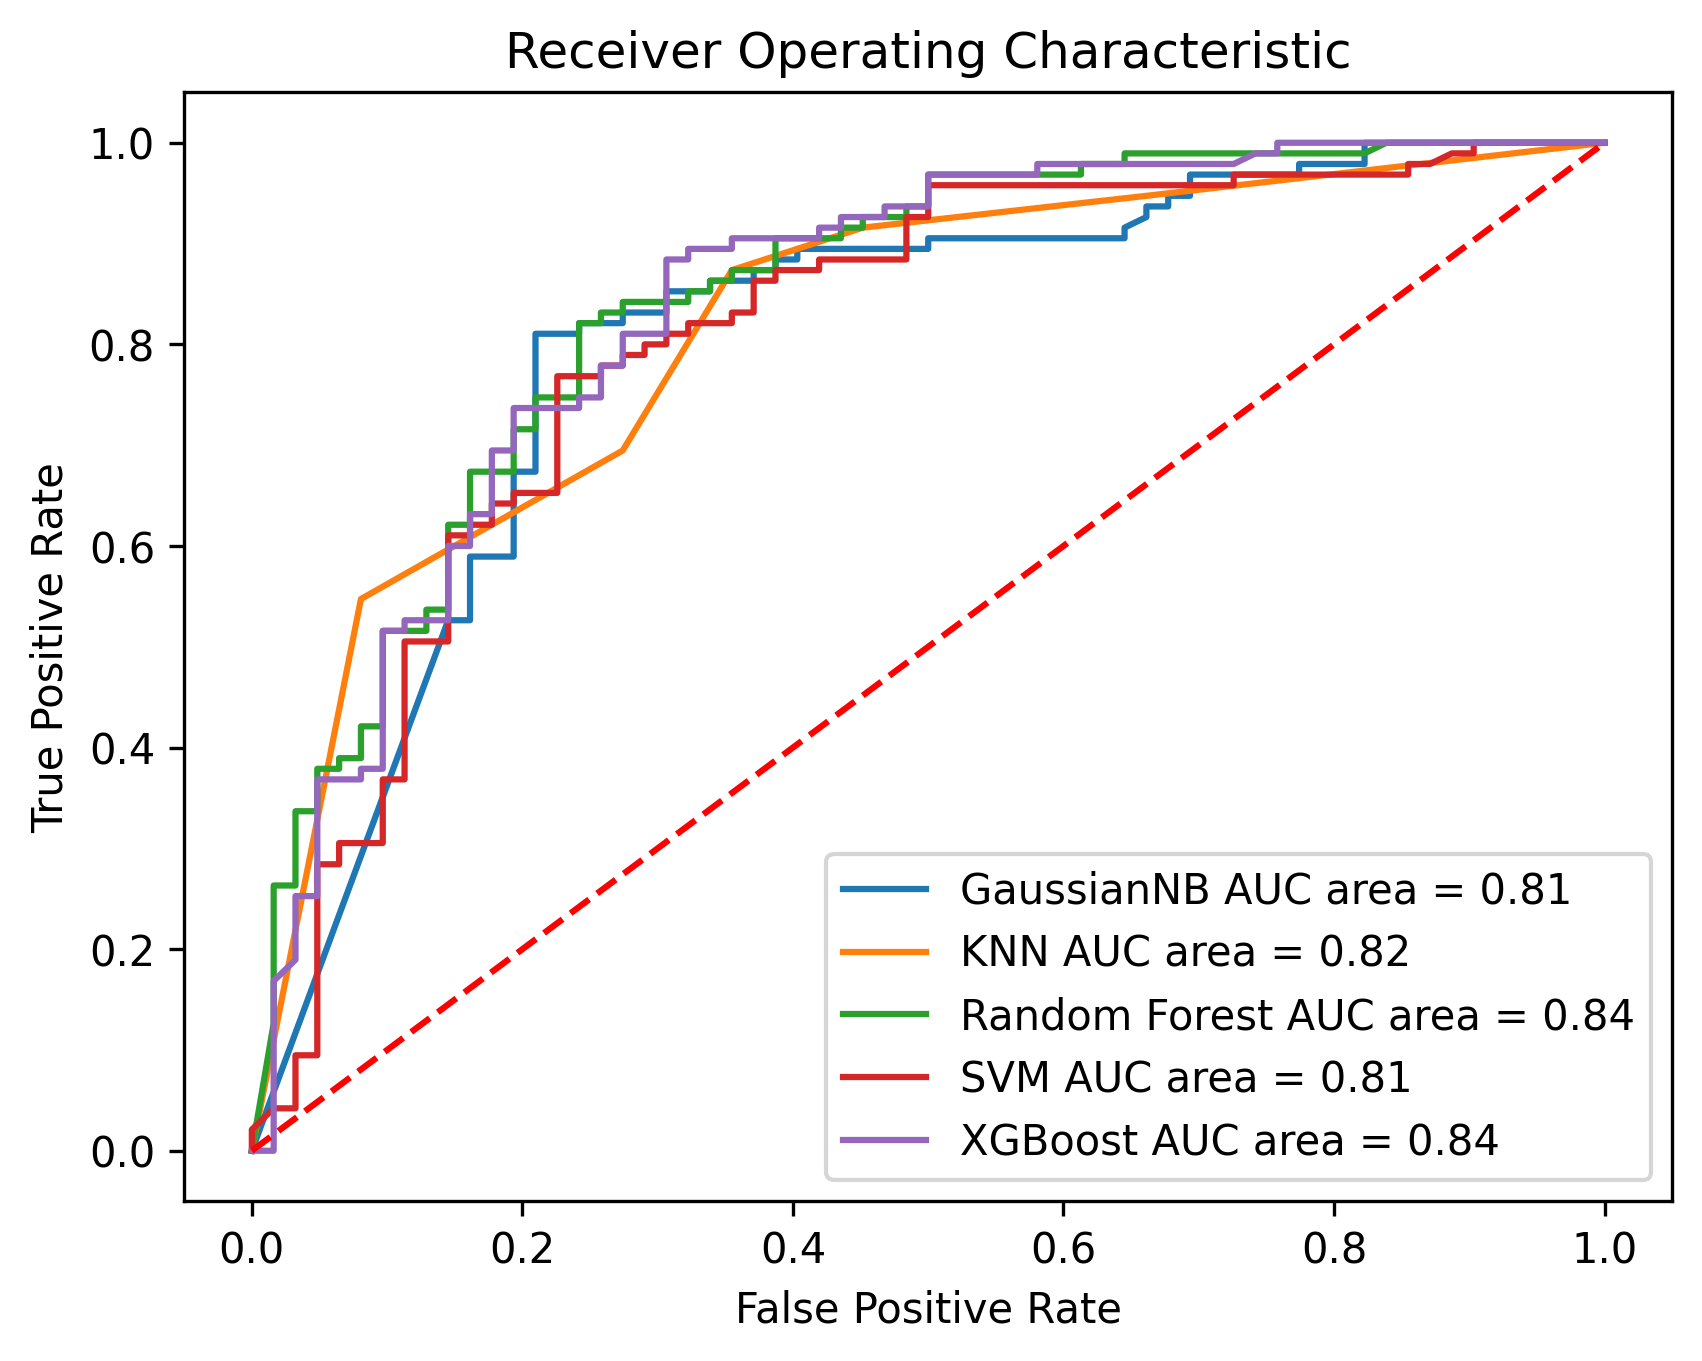 Receiver Operating Characteristic
1.0
0.8
0.6
0.4
0.2
0.0
True Positive Rate
GaussianNB AUC area = 0.81
KNN AUC area = 0.82
Random Forest AUC area = 0.84
SVM AUC area = 0.81
XGBoost AUC area = 0.84
0.0 0.2 0.4 0.6 0.8 1.0
False Positive Rate